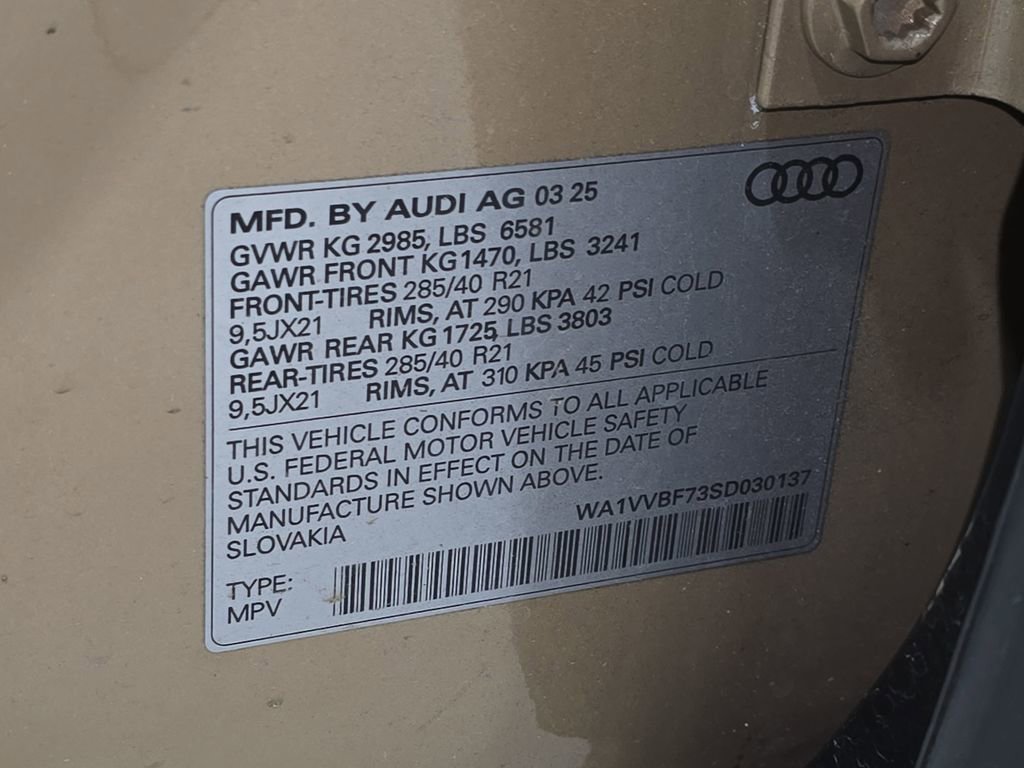 MFD. BY AUDI AG 03 25
GVWR KG 2985, LBS 6581
GAWR FRONT KG 1470, LBS 3241
FRONT-TIRES 285/40 R21
9,5JX21 RIMS, AT 290 KPA 42 PSI COLD
GAWR REAR KG 1725, LBS 3803
REAR-TIRES 285/40 R21
9,5JX21 RIMS, AT 310 KPA 45 PSI COLD
THIS VEHICLE CONFORMS TO ALL APPLICABLE
U.S. FEDERAL MOTOR VEHICLE SAFETY
STANDARDS IN EFFECT ON THE DATE OF
MANUFACTURE SHOWN ABOVE.
SLOVAKIA
WA1VVBF73SD030137
TYPE:
MPV